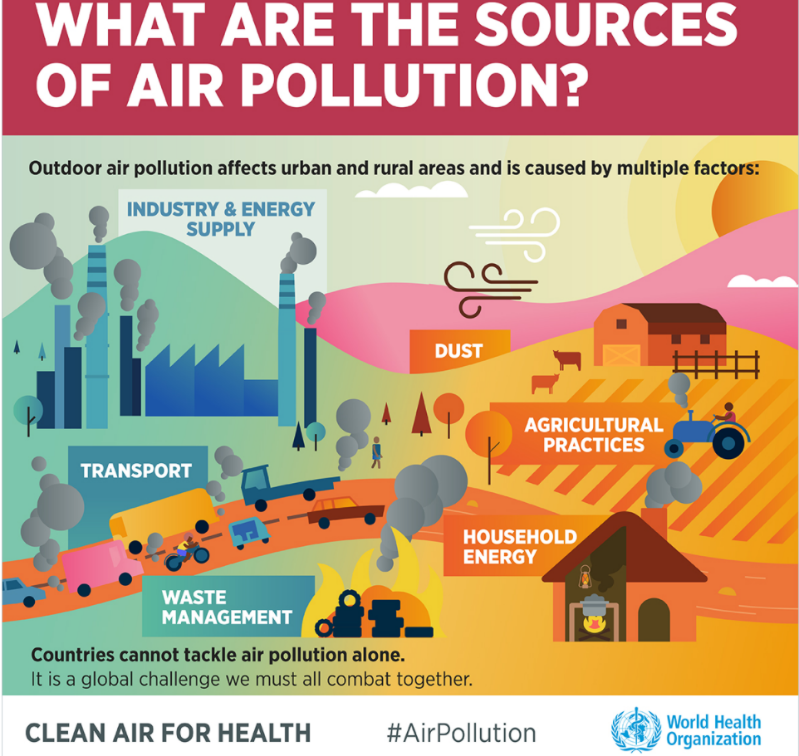 WHAT ARE THE SOURCES
OF AIR POLLUTION?
Outdoor air pollution affects urban and rural areas and is caused by multiple factors:
INDUSTRY & ENERGY
SUPPLY
DUST
AGRICULTURAL
PRACTICES
TRANSPORT
HOUSEHOLD
ENERGY
WASTE
MANAGEMENT
Countries cannot tackle air pollution alone.
It is a global challenge we must all combat together.
CLEAN AIR FOR HEALTH
#AirPollution
World Health
Organization